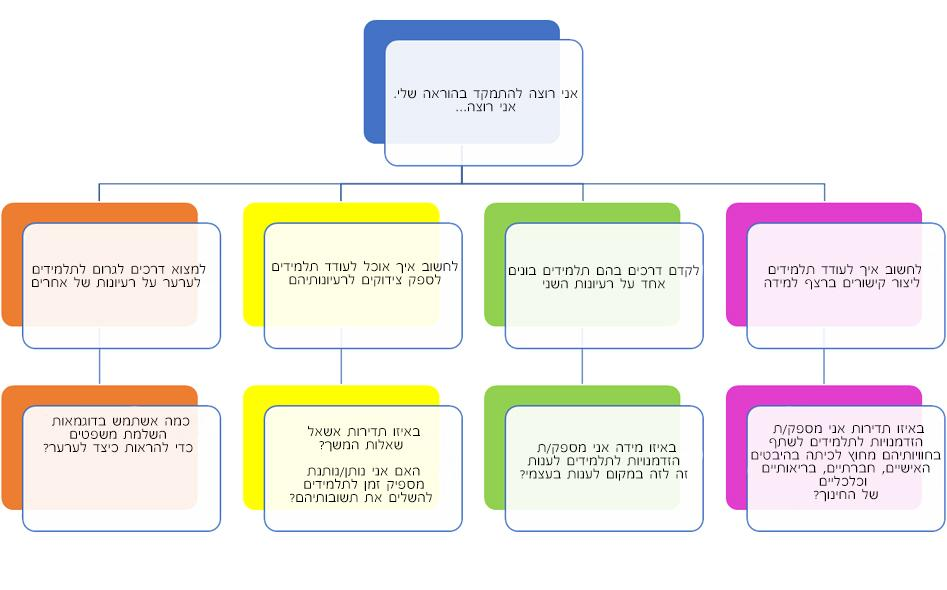 אני רוצה להתמקד בהוראה שלי.
אני רוצה...
לחשוב איך לעודד תלמידים
ליצור קישורים ברצף למידה
לקדם דרכים בהם תלמידים בונים
אחד על רעיונות השני
לחשוב איך אוכל לעודד תלמידים
לספק צידוקים לרעיונותיהם
למצוא דרכים לגרום לתלמידים
לערער על רעיונות של אחרים
באיזו תדירות אני מספק/ת
הזדמנויות לתלמידים לשתף
בחוויותיהם מחוץ לכיתה בהיבטים
האישיים, חברתיים, בריאותיים
וכלכליים
של החינוך?
באיזו מידה אני מספק/ת
הזדמנויות לתלמידים לענות
זה לזה במקום לענות בעצמי?
באיזו תדירות אשאל
שאלות המשך?
האם אני נותן/נותנת
מספיק זמן לתלמידים
להשלים את תשובותיהם?
כמה אשתמש בדוגמאות
השלמת משפטים
כדי להראות כיצד לערער?